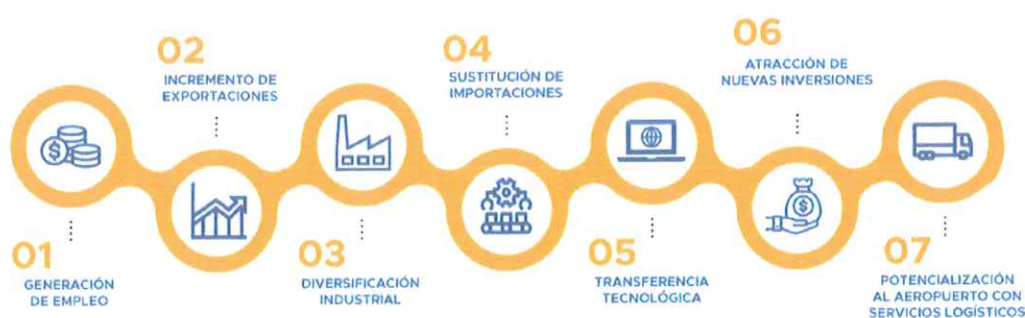 01
GENERACIÓN
DE EMPLEO
02
INCREMENTO DE
EXPORTACIONES
03
DIVERSIFICACIÓN
INDUSTRIAL
04
SUSTITUCIÓN DE
IMPORTACIONES
05
TRANSFERENCIA
TECNOLÓGICA
06
ATRACCIÓN DE
NUEVAS INVERSIONES
07
POTENCIALIZACIÓN
AL AEROPUERTO CON
SERVICIOS LOGÍSTICOS
$
$